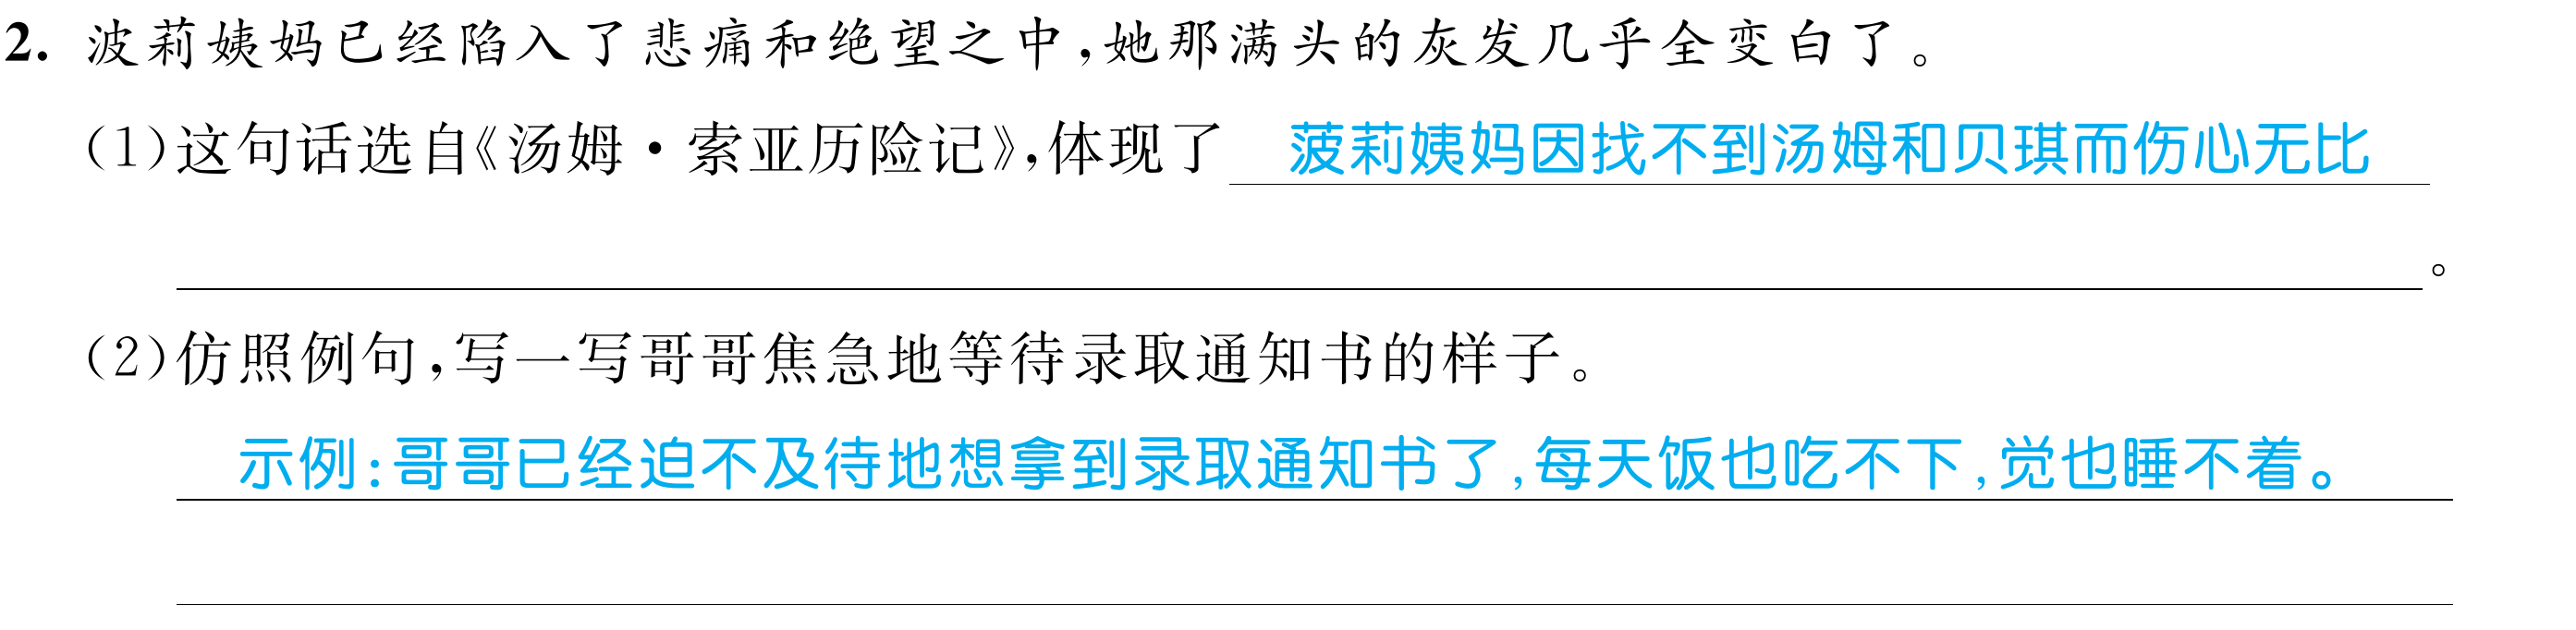 2. 波莉姨妈已经陷入了悲痛和绝望之中,她那满头的灰发几乎全变白了。
(1)这句话选自《汤姆·索亚历险记》,体现了 菠莉姨妈因找不到汤姆和贝琪而伤心无比
。
(2)仿照例句,写一写哥哥焦急地等待录取通知书的样子。
示例:哥哥已经迫不及待地想拿到录取通知书了,每天饭也吃不下,觉也睡不着。